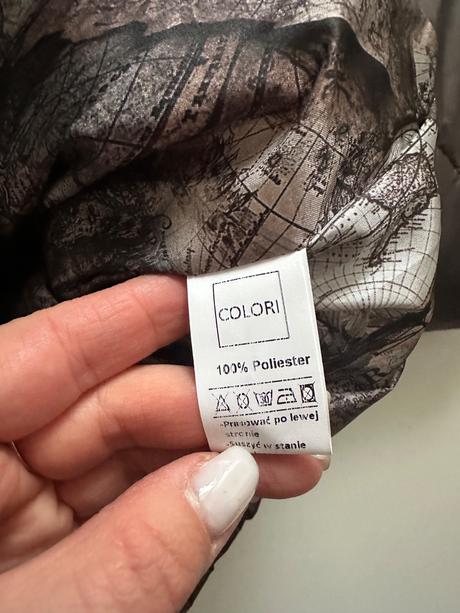 COLORI
100% Poliester
-Prasować po lewej
stronie
-Suszyć w stanie